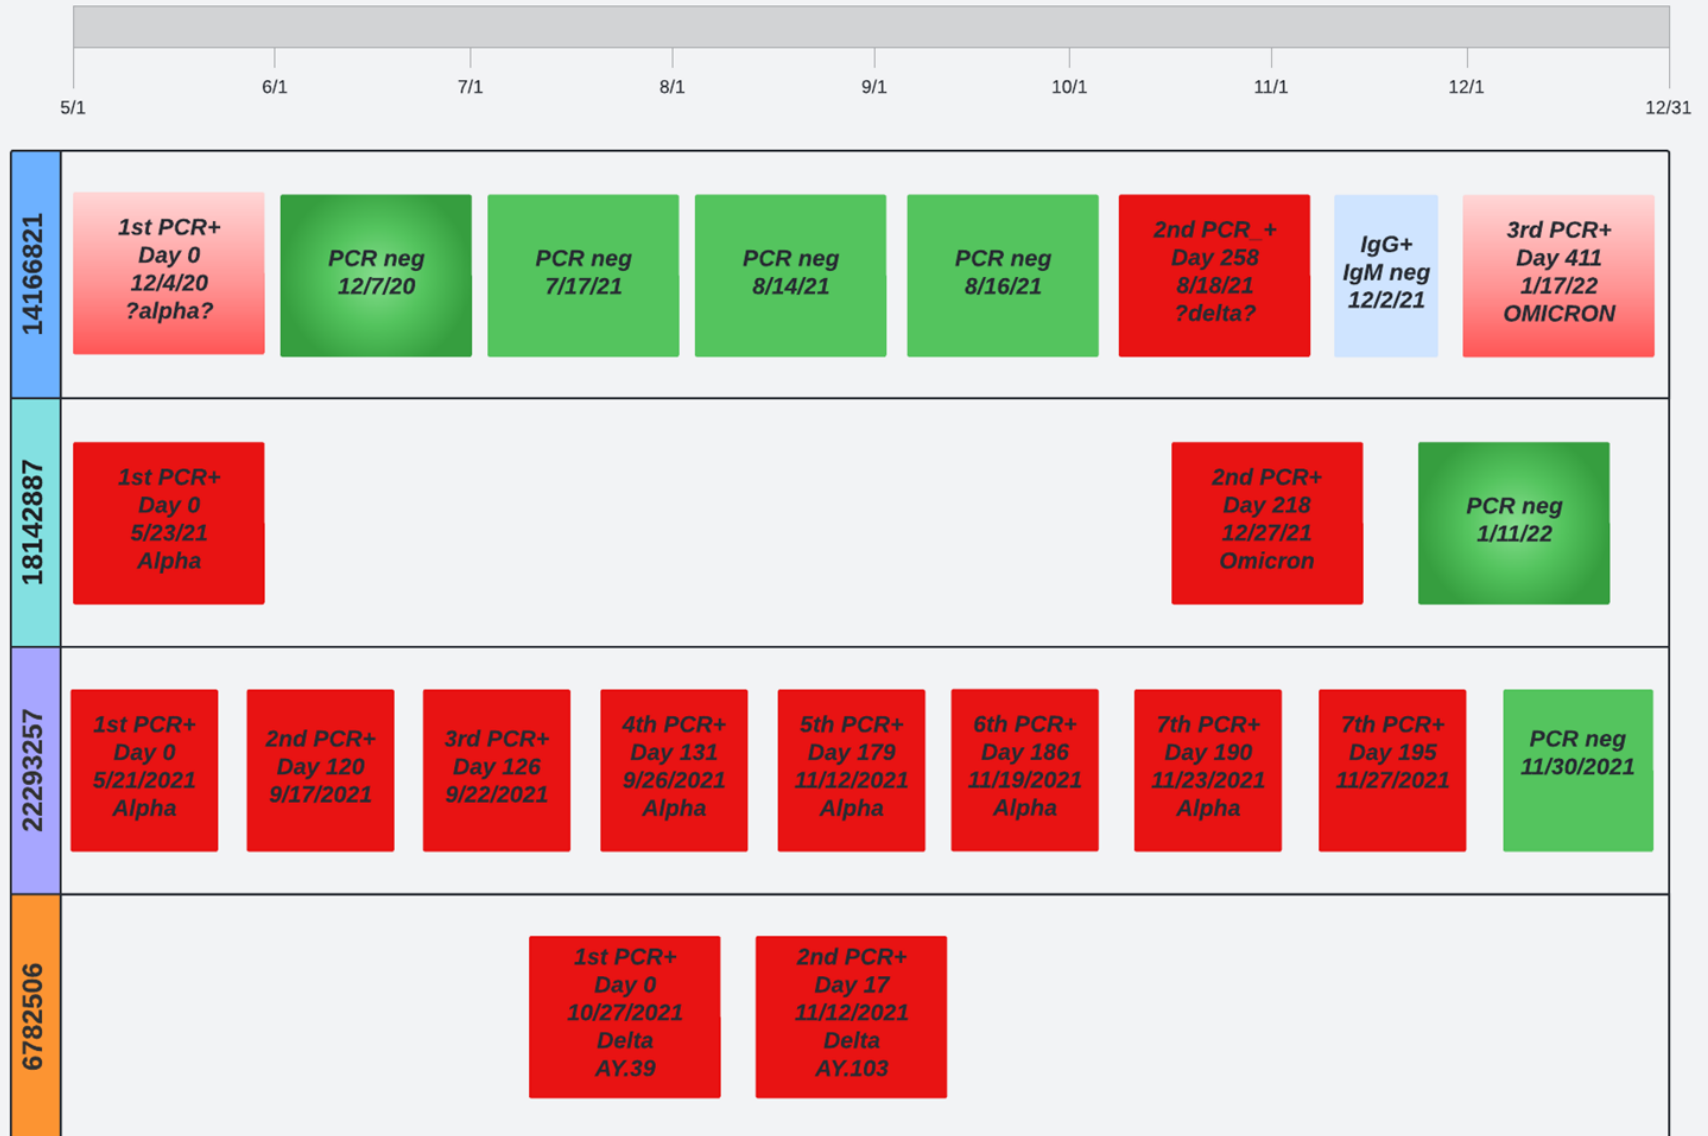 5/1
6/1
7/1
8/1
9/1
10/1
11/1
12/1
12/31
14166821
1st PCR+
Day 0
12/4/20
?alpha?
PCR neg
12/7/20
PCR neg
7/17/21
PCR neg
8/14/21
PCR neg
8/16/21
2nd PCR_+
Day 258
8/18/21
?delta?
IgG+
IgM neg
12/2/21
3rd PCR+
Day 411
1/17/22
OMICRON
18142887
1st PCR+
Day 0
5/23/21
Alpha
2nd PCR+
Day 218
12/27/21
Omicron
PCR neg
1/11/22
22293257
1st PCR+
Day 0
5/21/2021
Alpha
2nd PCR+
Day 120
9/17/2021
3rd PCR+
Day 126
9/22/2021
4th PCR+
Day 131
9/26/2021
Alpha
5th PCR+
Day 179
11/12/2021
Alpha
6th PCR+
Day 186
11/19/2021
Alpha
7th PCR+
Day 190
11/23/2021
Alpha
7th PCR+
Day 195
11/27/2021
PCR neg
11/30/2021
6782506
1st PCR+
Day 0
10/27/2021
Delta
AY.39
2nd PCR+
Day 17
11/12/2021
Delta
AY.103